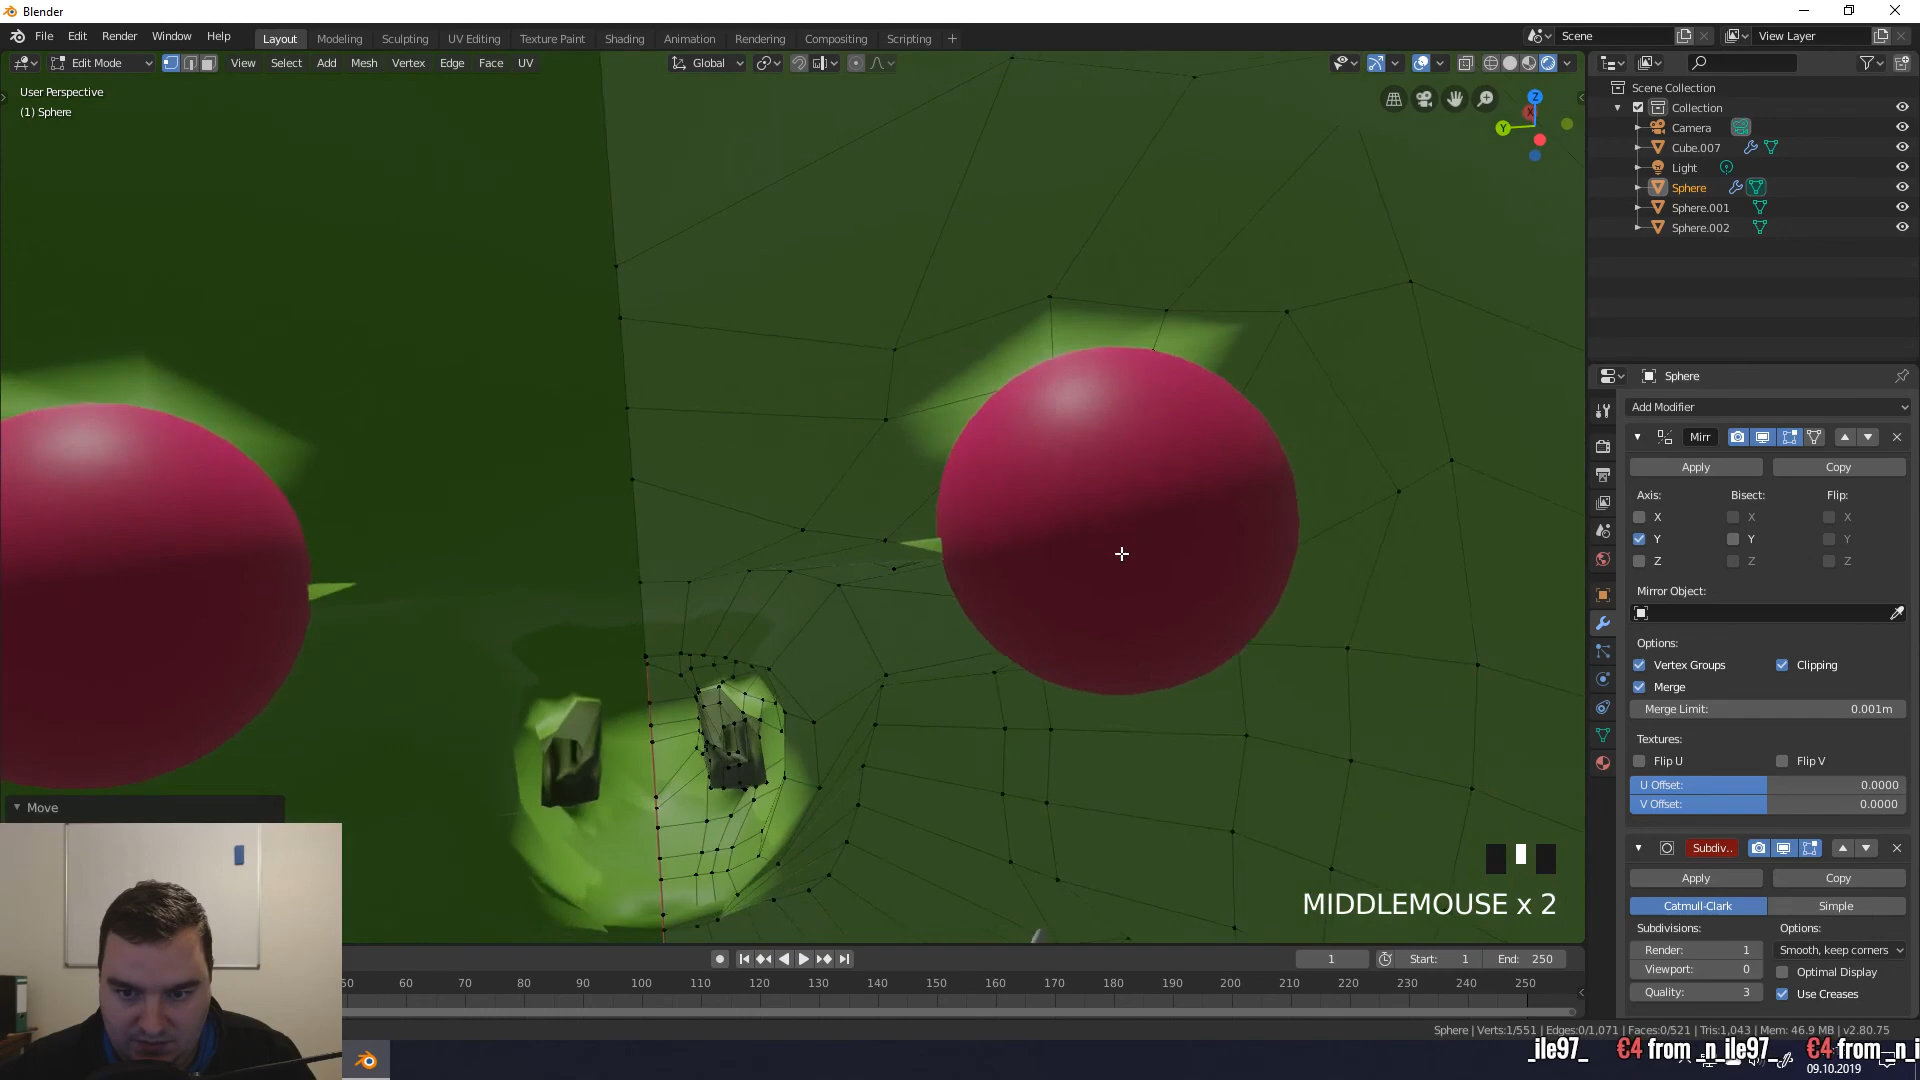 Blender
File Edit Render Window Help
Layout Modeling Sculpting UV Editing Texture Paint Shading Animation Rendering Compositing Scripting +
Scene
View Layer
Edit Mode
View Select Add Mesh Vertex Edge Face UV
Global
User Perspective
(1) Sphere
Z
X
Y
Scene Collection
Collection
Camera
Cube.007
Light
Sphere
Sphere.001
Sphere.002
Sphere
Add Modifier
Mirr
Apply Copy
Axis: Bisect: Flip:
X X X
Y Y Y
Z Z Z
Mirror Object:
Options:
Vertex Groups Clipping
Merge
Merge Limit: 0.001m
Textures:
Flip U Flip V
U Offset: 0.0000
V Offset: 0.0000
Subdiv..
Apply Copy
Catmull-Clark Simple
Subdivisions: Options:
Render: 1 Smooth, keep corners
Viewport: 0 Optimal Display
Quality: 3 Use Creases
Move
MIDDLEMOUSE x 2
1 Start: 1 End: 250
50 60 70 80 90 100 110 120 130 140 150 160 170 180 190 200 210 220 230 240 250
Sphere | Verts:1/551 | Edges:0/1,071 | Faces:0/521 | Tris:1,043 | Mem: 46.9 MB | v2.80.75
_ile97_ €4 from _n_ile97_ €4 from _n_i
09.10.2019